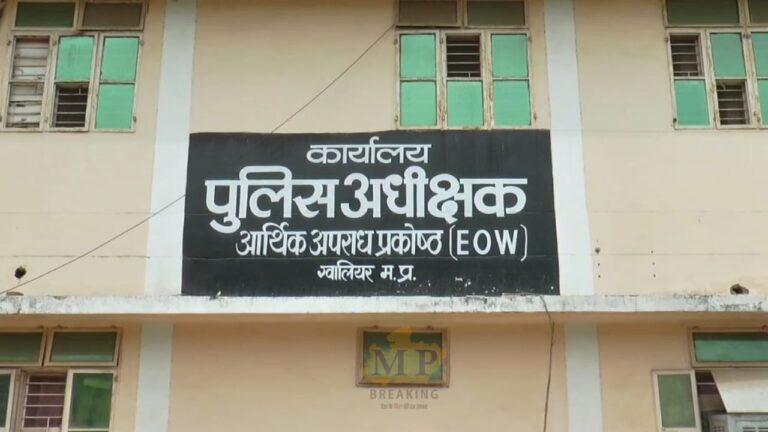 कार्यालय
पुलिस अधीक्षक
आर्थिक अपराध प्रकोष्ठ (EOW)
ग्वालियर म.प्र.
MP
BREAKING